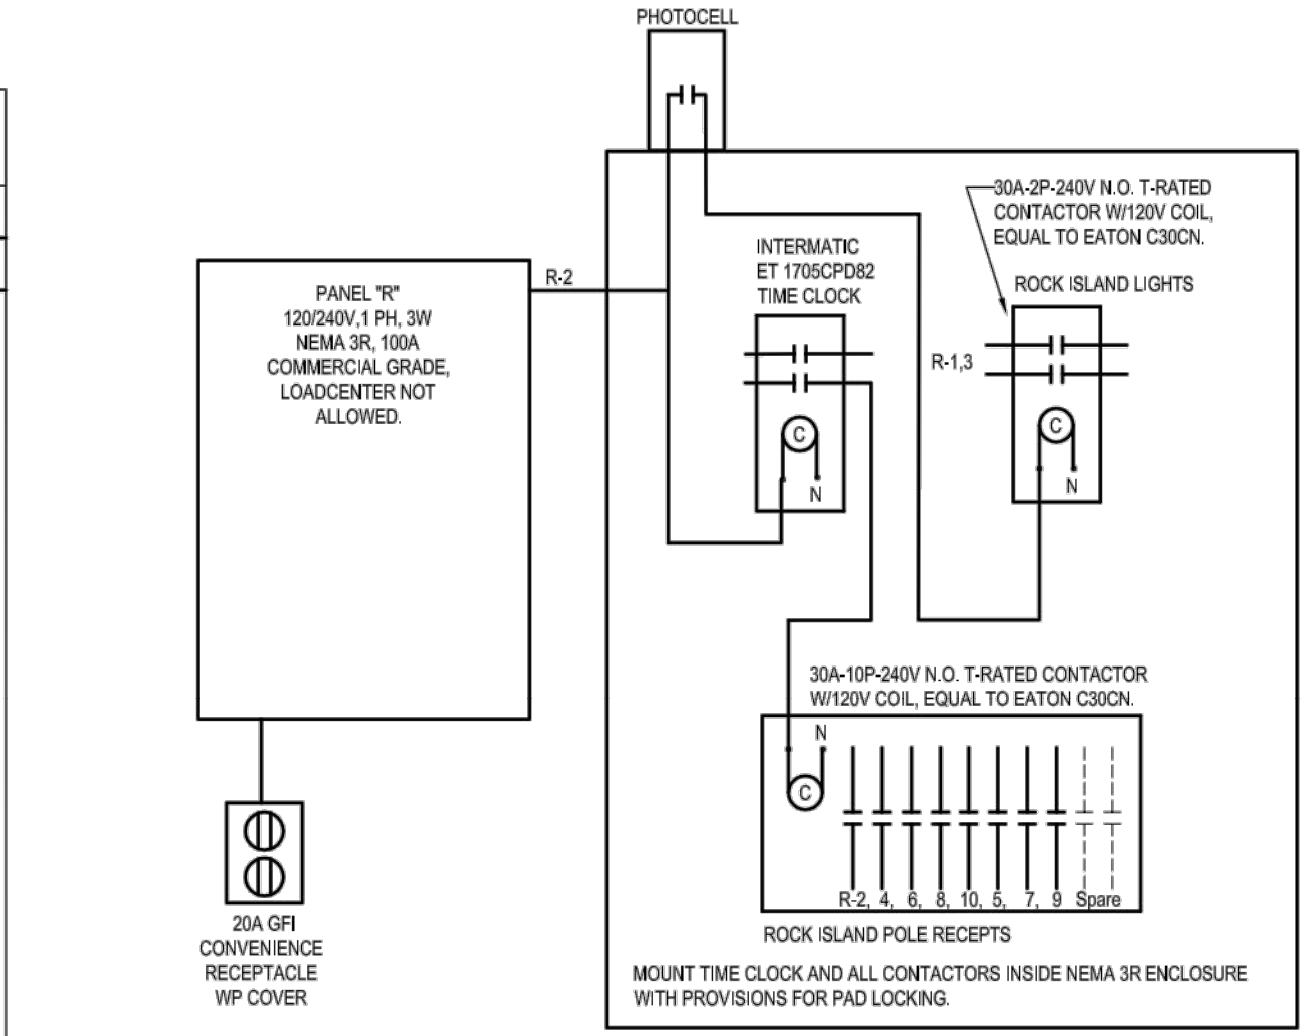 PHOTOCELL
30A-2P-240V N.O. T-RATED
CONTACTOR W/120V COIL,
EQUAL TO EATON C30CN.
INTERMATIC
ET 1705CPD82
TIME CLOCK
ROCK ISLAND LIGHTS
R-2
PANEL "R"
120/240V,1 PH, 3W
NEMA 3R, 100A
COMMERCIAL GRADE,
LOADCENTER NOT
ALLOWED.
R-1,3
C
N
C
N
30A-10P-240V N.O. T-RATED CONTACTOR
W/120V COIL, EQUAL TO EATON C30CN.
N
C
R-2, 4, 6, 8, 10, 5, 7, 9 Spare
ROCK ISLAND POLE RECEPTS
20A GFI
CONVENIENCE
RECEPTACLE
WP COVER
MOUNT TIME CLOCK AND ALL CONTACTORS INSIDE NEMA 3R ENCLOSURE
WITH PROVISIONS FOR PAD LOCKING.